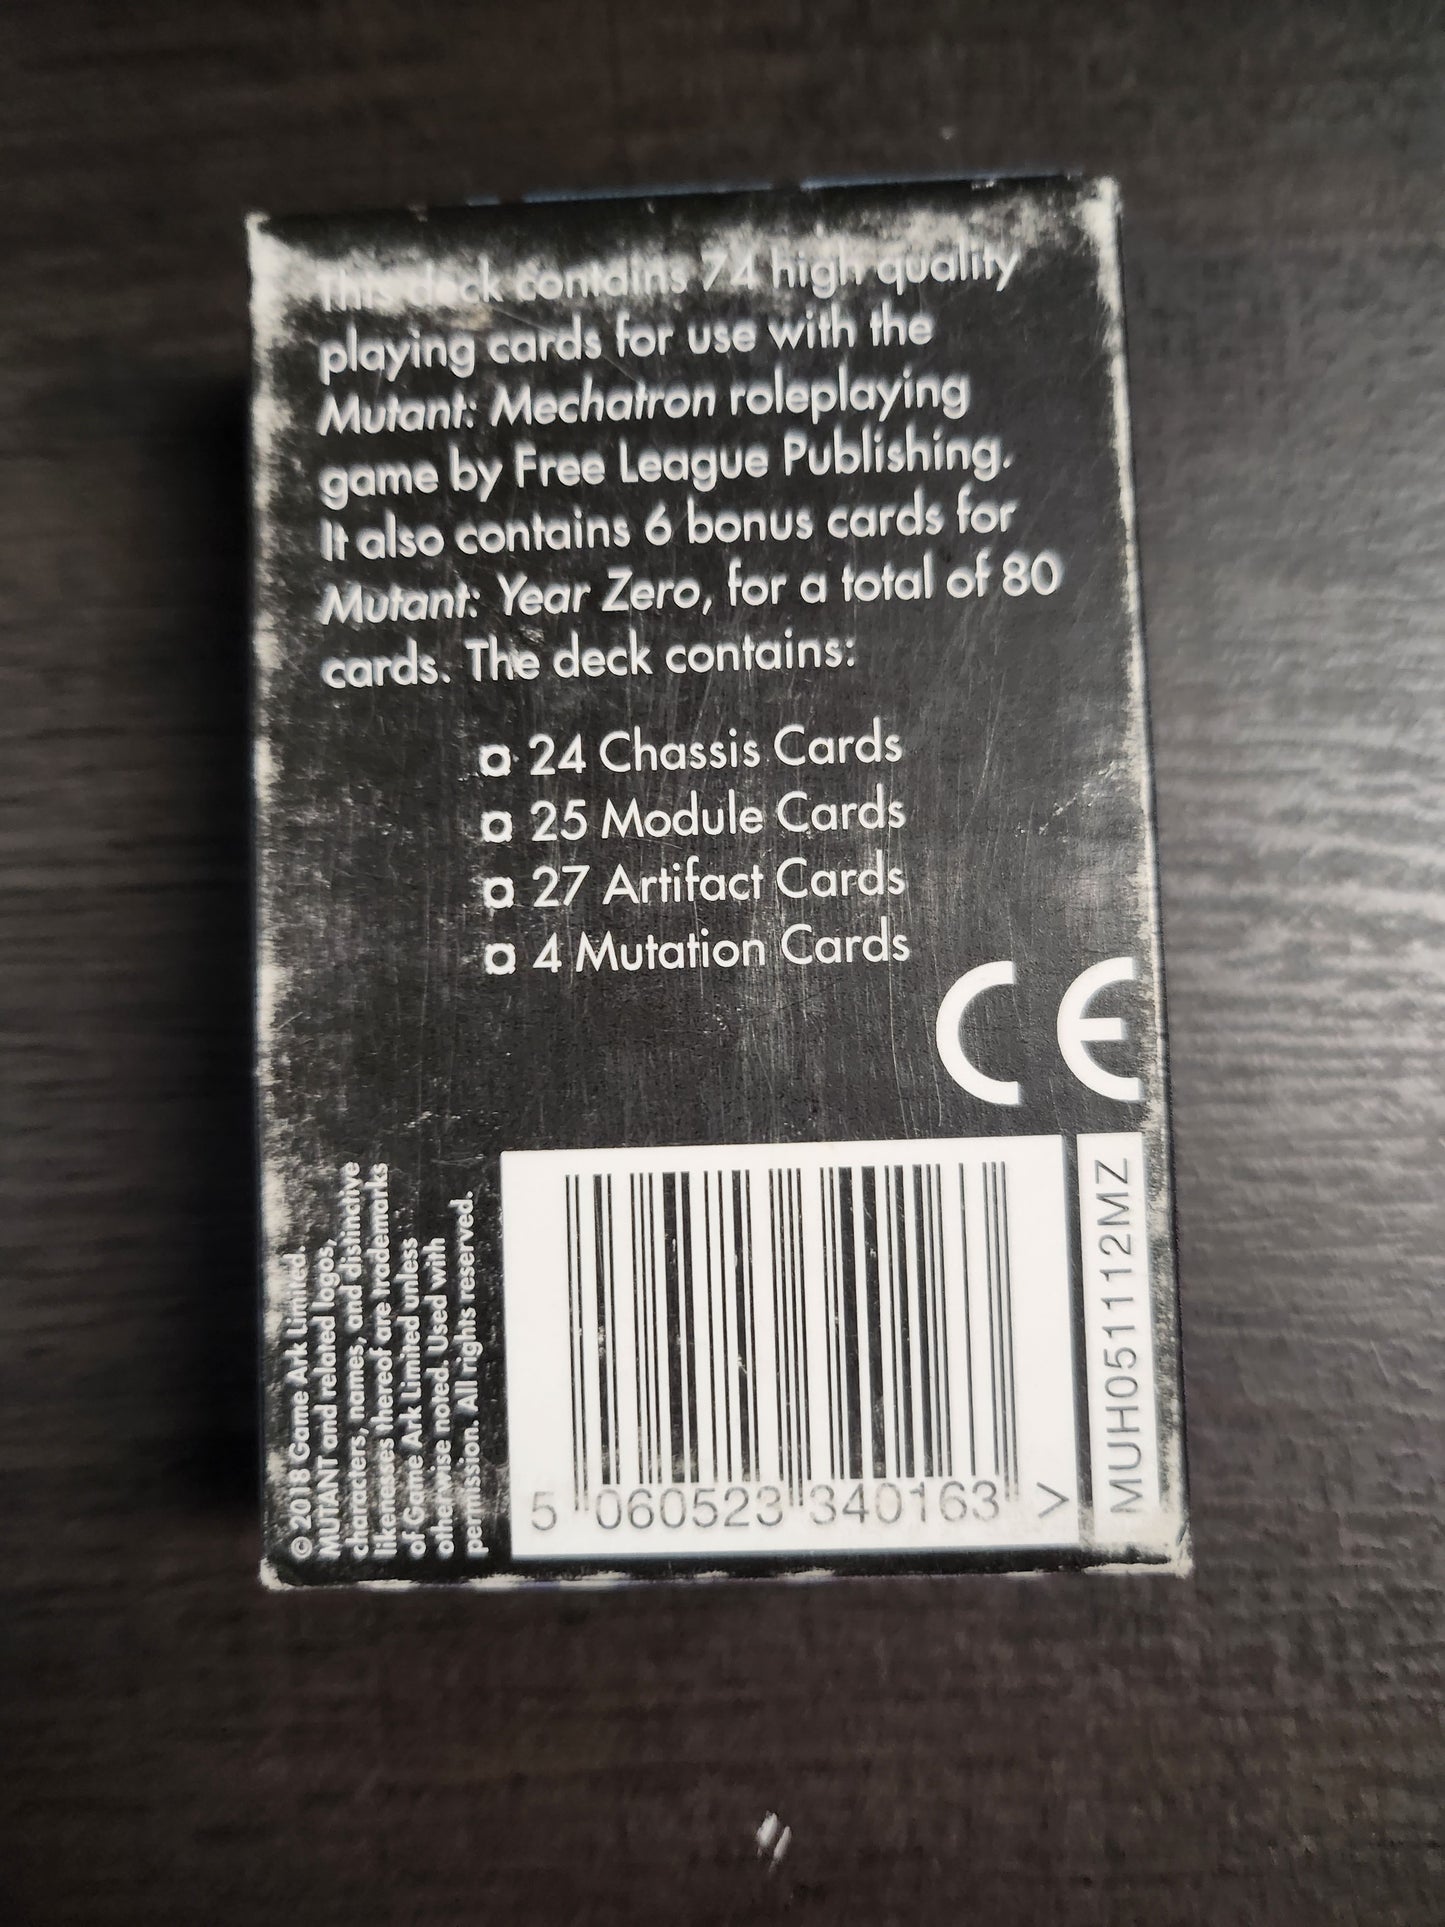 This deck contains 74 high quality
playing cards for use with the
Mutant: Mechatron roleplaying
game by Free League Publishing.
It also contains 6 bonus cards for
Mutant: Year Zero, for a total of 80
cards. The deck contains:
24 Chassis Cards
25 Module Cards
27 Artifact Cards
4 Mutation Cards
CE
© 2018 Game Ark Limited.
MUTANT and related logos,
characters, names, and distinctive
likenesses thereof are trademarks
of Game Ark Limited unless
otherwise noted. Used with
permission. All rights reserved.
5 060523 340163 >
MUH051112MZ